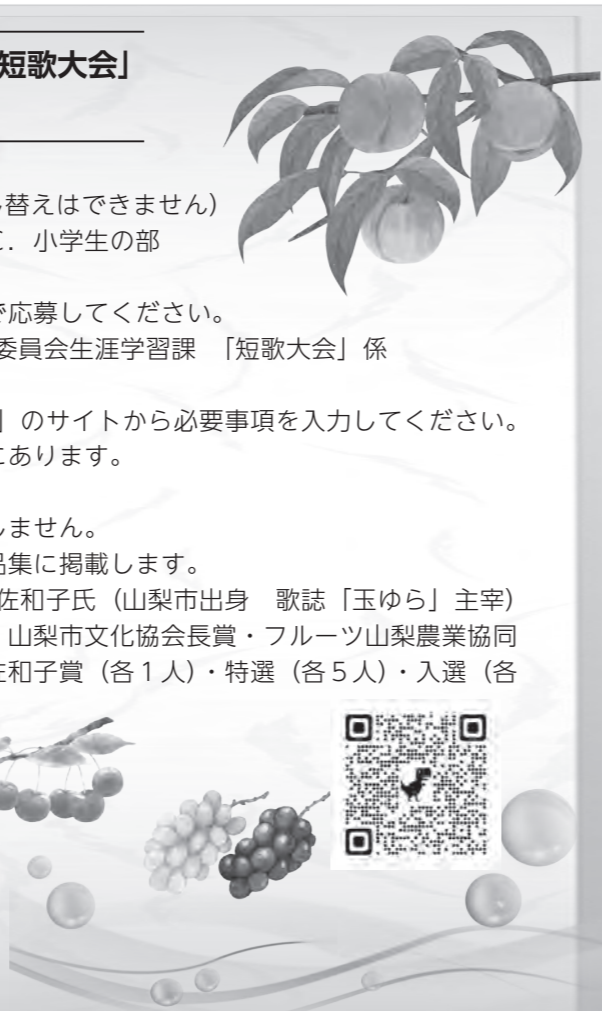 短歌大会」
替えはできません)
．小学生の部
応募してください。
委員会生涯学習課　「短歌大会」係
」のサイトから必要事項を入力してください。
あります。
しません。
品集に掲載します。
佐和子氏（山梨市出身　歌誌「玉ゆら」主宰）
山梨市文化協会長賞・フルーツ山梨農業協同
佐和子賞（各１人）・特選（各５人）・入選（各